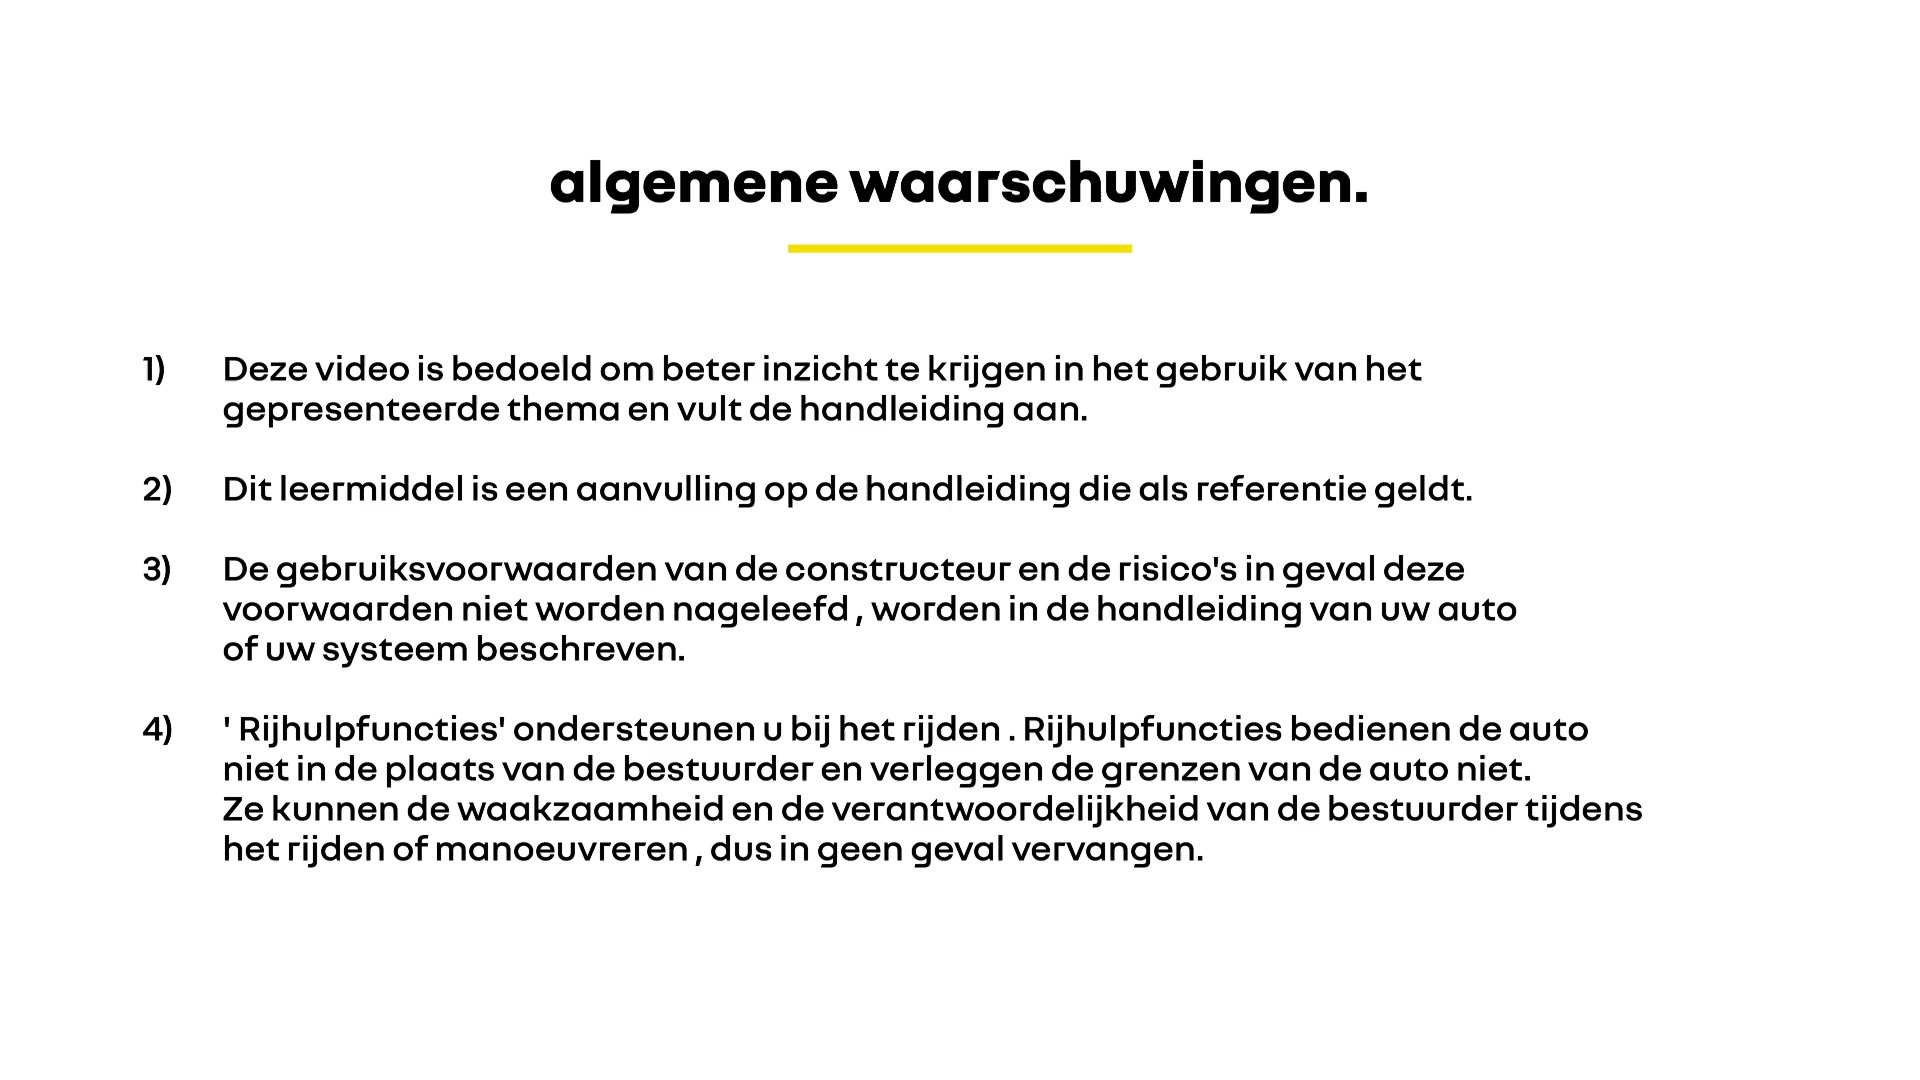 algemene waarschuwingen.
1) Deze video is bedoeld om beter inzicht te krijgen in het gebruik van het
gepresenteerde thema en vult de handleiding aan.
2) Dit leermiddel is een aanvulling op de handleiding die als referentie geldt.
3) De gebruiksvoorwaarden van de constructeur en de risico's in geval deze
voorwaarden niet worden nageleefd , worden in de handleiding van uw auto
of uw systeem beschreven.
4) ' Rijhulpfuncties' ondersteunen u bij het rijden . Rijhulpfuncties bedienen de auto
niet in de plaats van de bestuurder en verleggen de grenzen van de auto niet.
Ze kunnen de waakzaamheid en de verantwoordelijkheid van de bestuurder tijdens
het rijden of manoeuvreren , dus in geen geval vervangen.